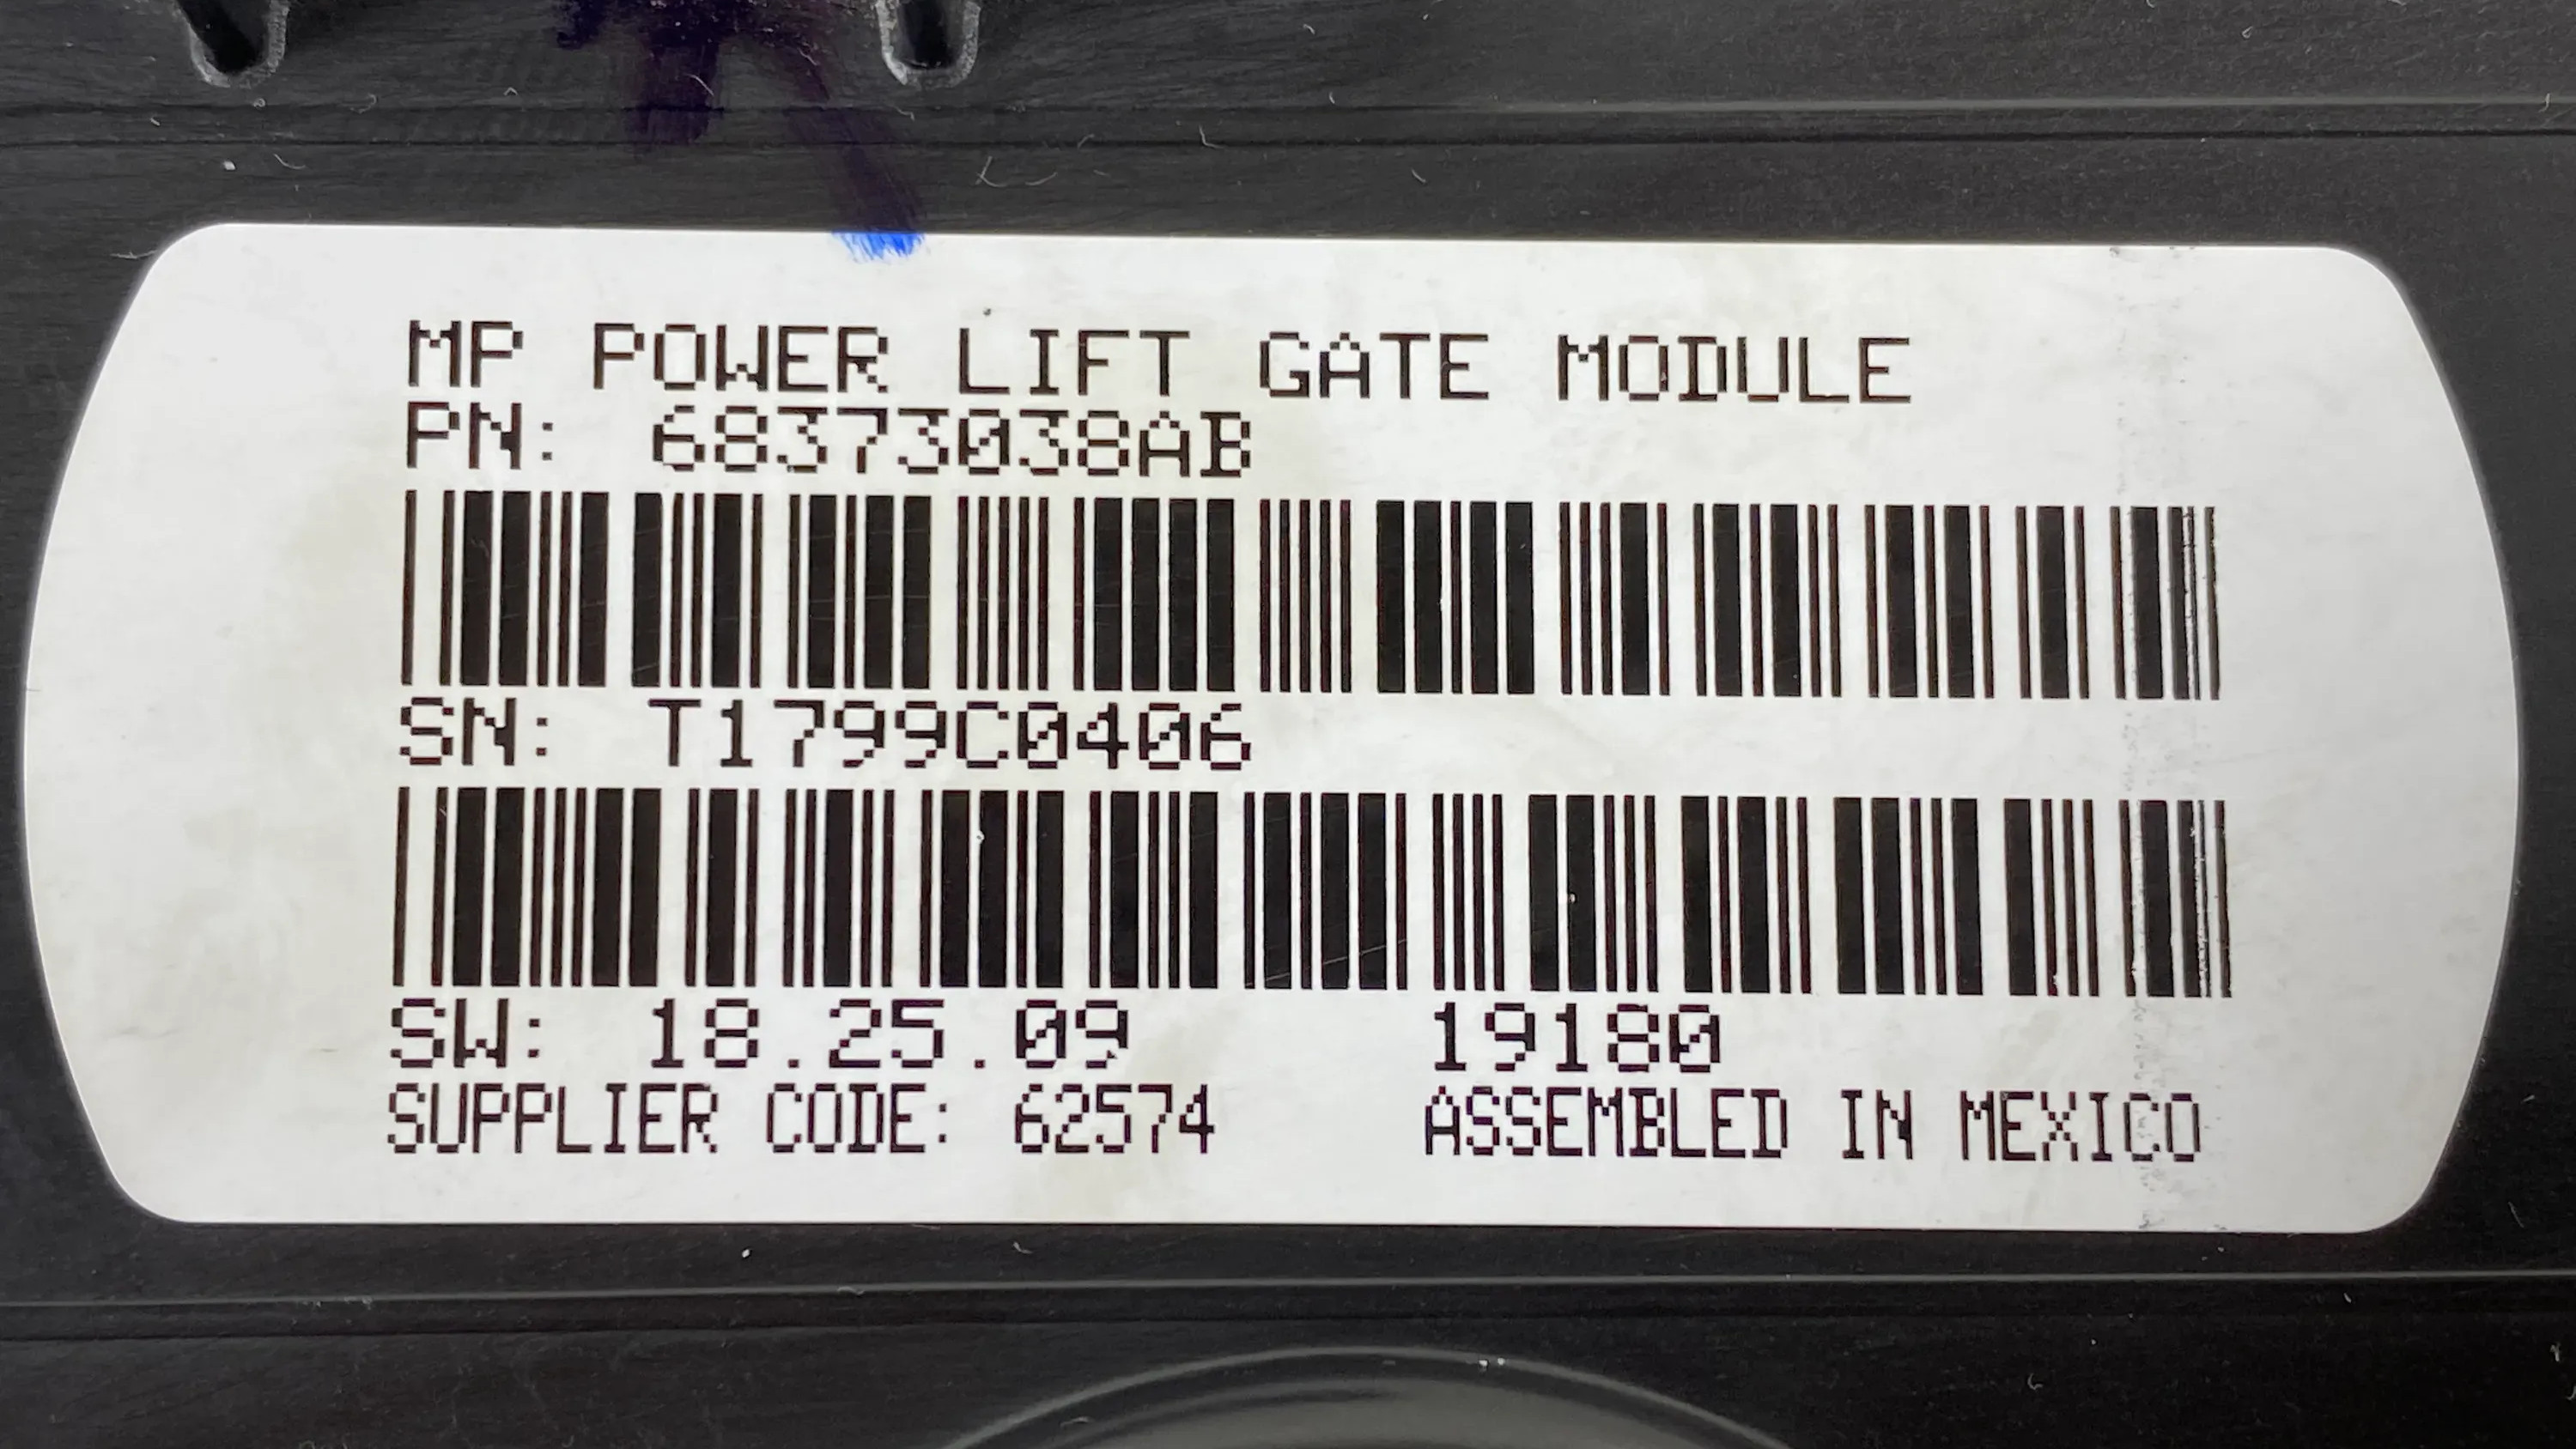 MP POWER LIFT GATE MODULE
PN: 68373038AB
SN: T1799C0406
SW: 18.25.09 19180
SUPPLIER CODE: 62574 ASSEMBLED IN MEXICO